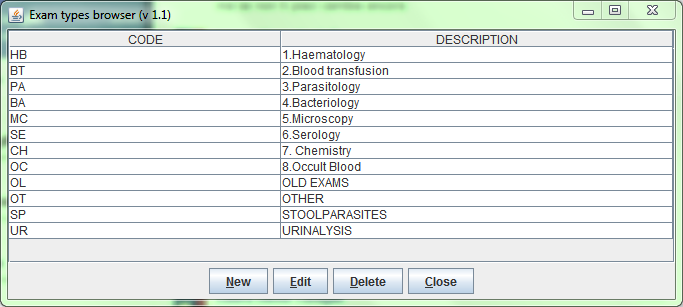 Exam types browser (v 1.1)
CODE DESCRIPTION
HB 1.Haematology
BT 2.Blood transfusion
PA 3.Parasitology
BA 4.Bacteriology
MC 5.Microscopy
SE 6.Serology
CH 7. Chemistry
OC 8.Occult Blood
OL OLD EXAMS
OT OTHER
SP STOOLPARASITES
UR URINALYSIS
New Edit Delete Close